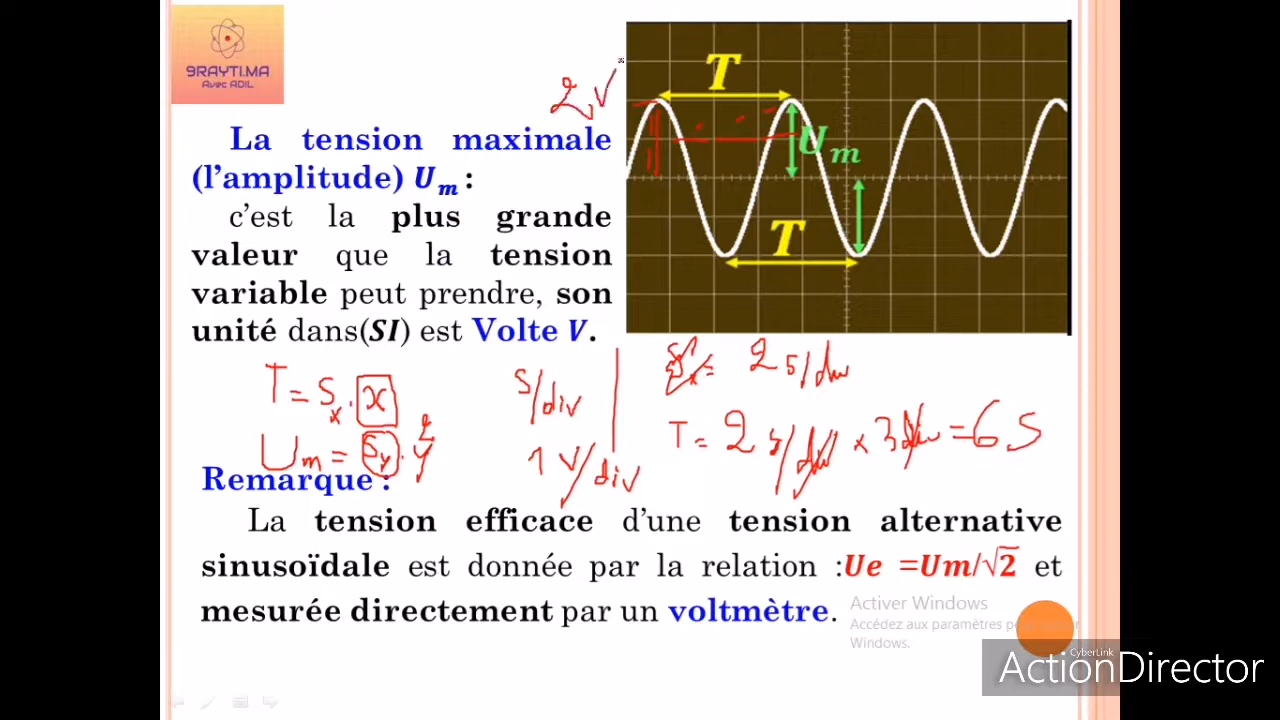 9RAYTI.MA
Avec ADIL
2V
T
La tension maximale
(l'amplitude) Um :
Um
c'est la plus grande
valeur que la tension
variable peut prendre, son
unité dans(SI) est Volte V.
T
T = Sx . x
s/div
= 2 s/div
Um = Sy . y
2
1 V/div
T = 2 s/div × 3div = 6 S
Remarque :
La tension efficace d'une tension alternative
sinusoïdale est donnée par la relation :Ue =Um/√2 et
mesurée directement par un voltmètre.
Activer Windows
Accédez aux paramètres p
Windows.
CyberLink
ActionDirector